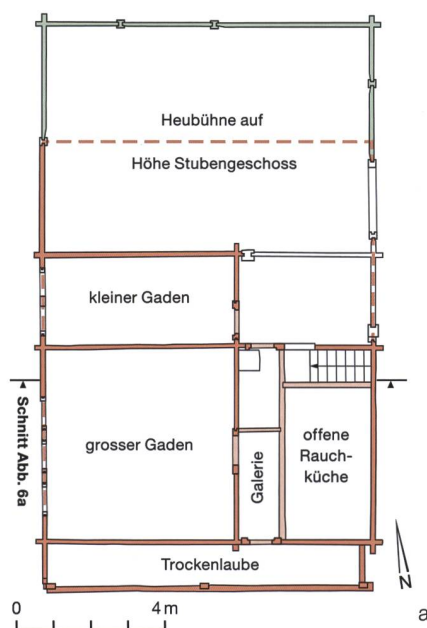 Heubühne auf
Höhe Stubengeschoss
kleiner Gaden
Schnitt Abb. 6a
grosser Gaden
Galerie
offene
Rauch-
küche
Trockenlaube
N
0 4 m
a